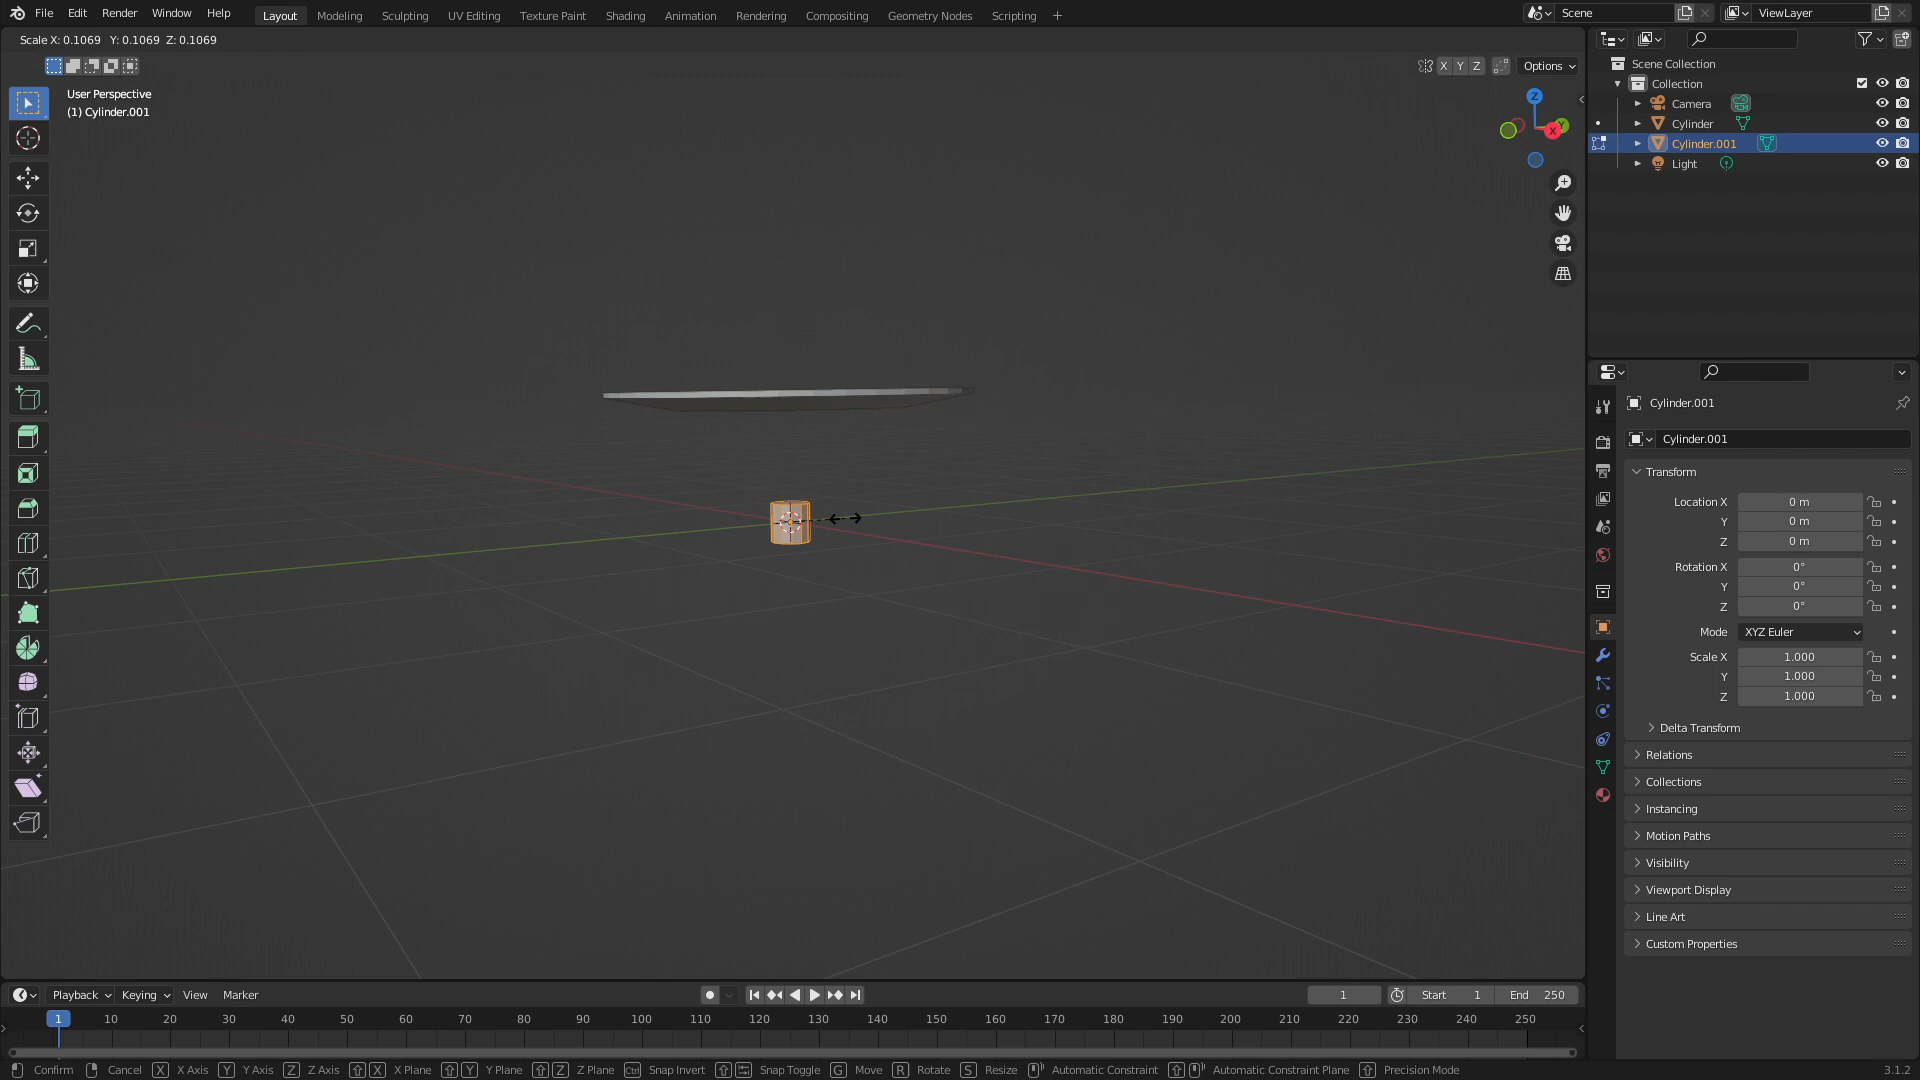 File Edit Render Window Help Layout Modeling Sculpting UV Editing Texture Paint Shading Animation Rendering Compositing Geometry Nodes Scripting + Scene ViewLayer
Scale X: 0.1069 Y: 0.1069 Z: 0.1069
X Y Z Options
User Perspective
(1) Cylinder.001
Z
Y
X
Scene Collection
Collection
Camera
Cylinder
Cylinder.001
Light
Cylinder.001
Cylinder.001
Transform
Location X 0 m
Y 0 m
Z 0 m
Rotation X 0°
Y 0°
Z 0°
Mode XYZ Euler
Scale X 1.000
Y 1.000
Z 1.000
Delta Transform
Relations
Collections
Instancing
Motion Paths
Visibility
Viewport Display
Line Art
Custom Properties
Playback Keying View Marker 1 Start 1 End 250
1 10 20 30 40 50 60 70 80 90 100 110 120 130 140 150 160 170 180 190 200 210 220 230 240 250
Confirm Cancel X X Axis Y Y Axis Z Z Axis X X Plane Y Y Plane Z Z Plane Ctrl Snap Invert Snap Toggle G Move R Rotate S Resize Automatic Constraint Automatic Constraint Plane Precision Mode 3.1.2